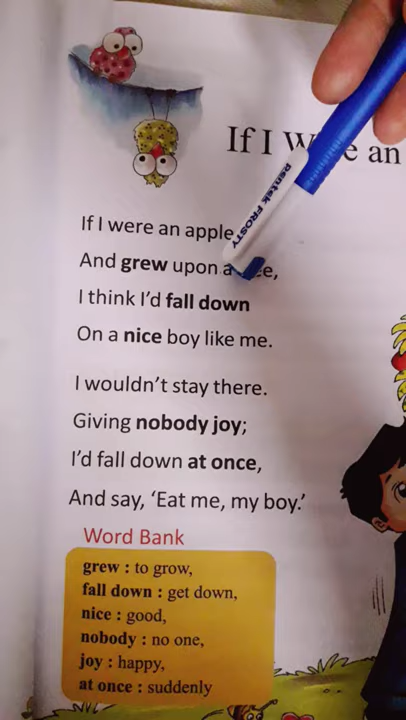 If I W e an
If I were an apple
And grew upon a ee,
I think I'd fall down
On a nice boy like me.
I wouldn't stay there.
Giving nobody joy;
I'd fall down at once,
And say, 'Eat me, my boy.'
Word Bank
grew : to grow,
fall down : get down,
nice : good,
nobody : no one,
joy : happy,
at once : suddenly
pentek FROSTY